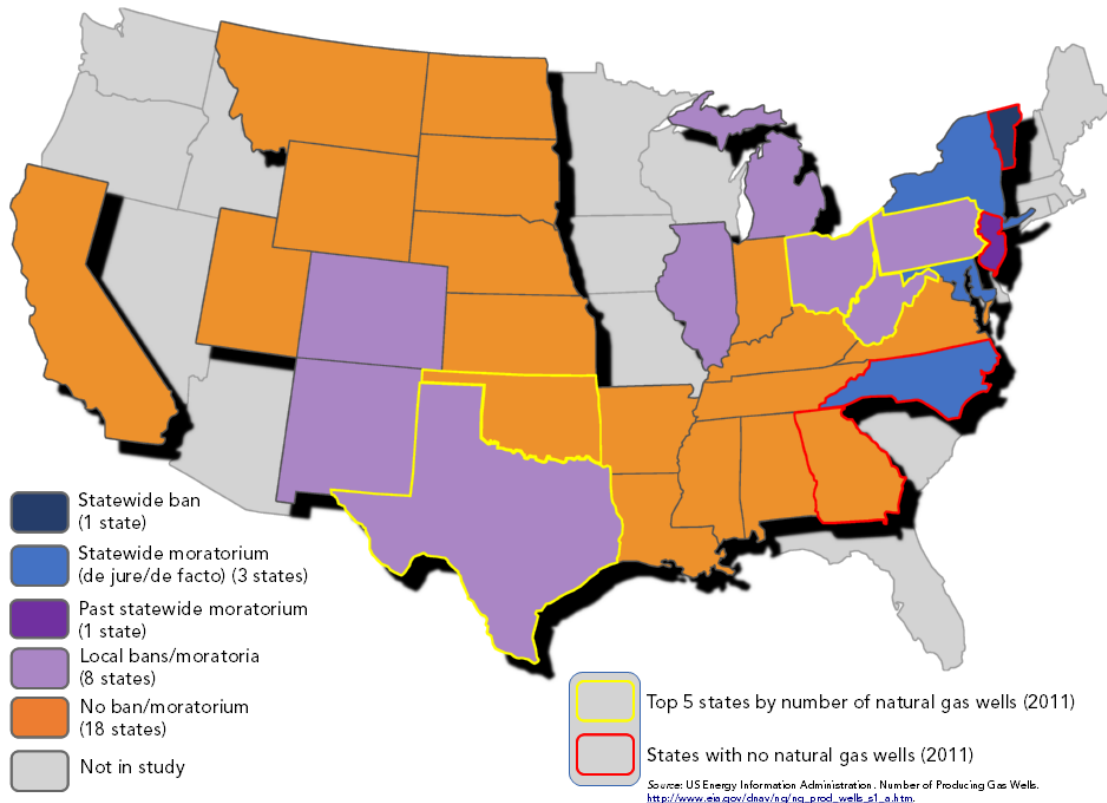 Statewide ban
(1 state)
Statewide moratorium
(de jure/de facto) (3 states)
Past statewide moratorium
(1 state)
Local bans/moratoria
(8 states)
No ban/moratorium
(18 states)
Not in study
Top 5 states by number of natural gas wells (2011)
States with no natural gas wells (2011)
Source: US Energy Information Administration. Number of Producing Gas Wells.
http://www.eia.gov/dnav/ng/ng_prod_wells_s1_a.htm.